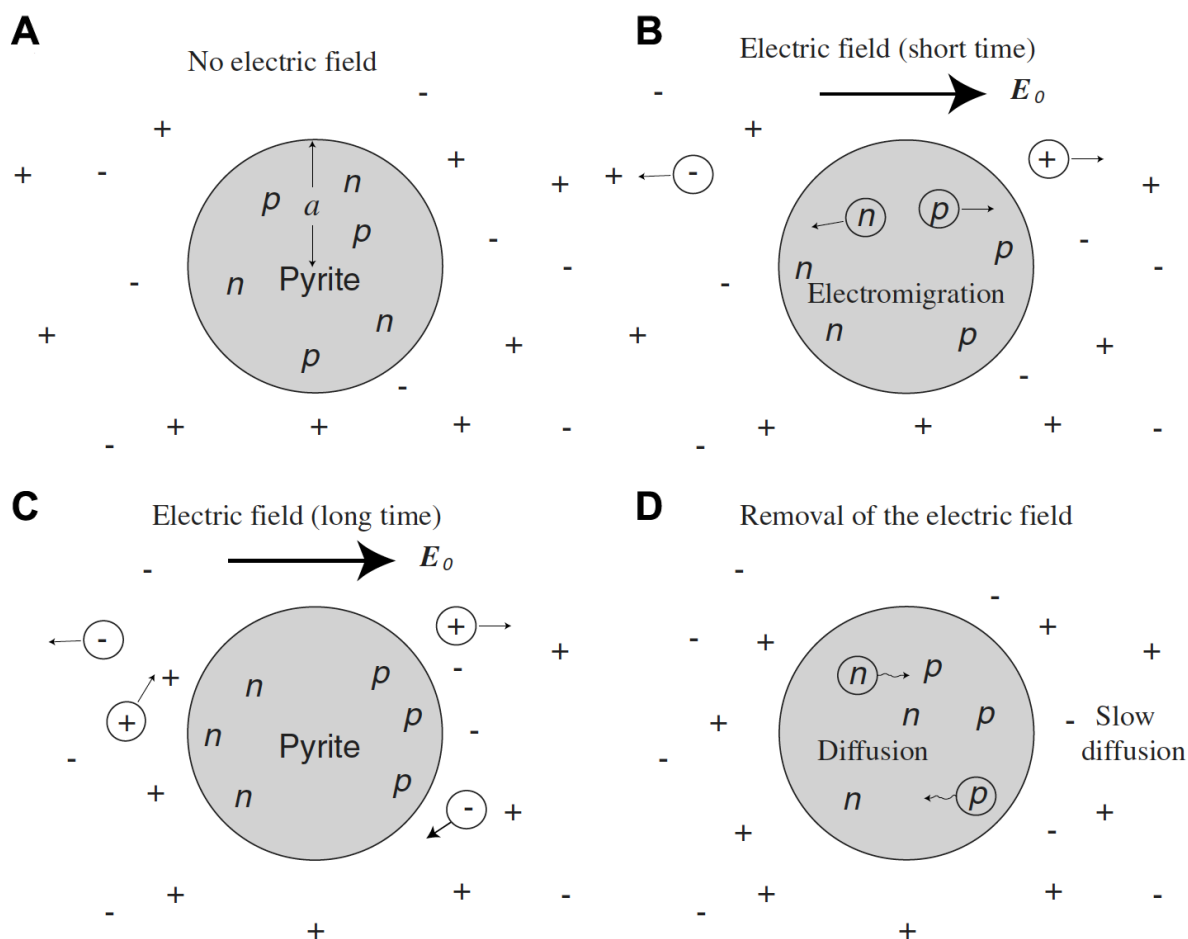 A
No electric field
a
n
p
p
Pyrite
n
n
p
B
Electric field (short time)
E0
n
p
p
n
Electromigration
n
p
C
Electric field (long time)
E0
n
p
n
p
Pyrite
n
p
D
Removal of the electric field
n
p
n
p
Slow
Diffusion
diffusion
n
p